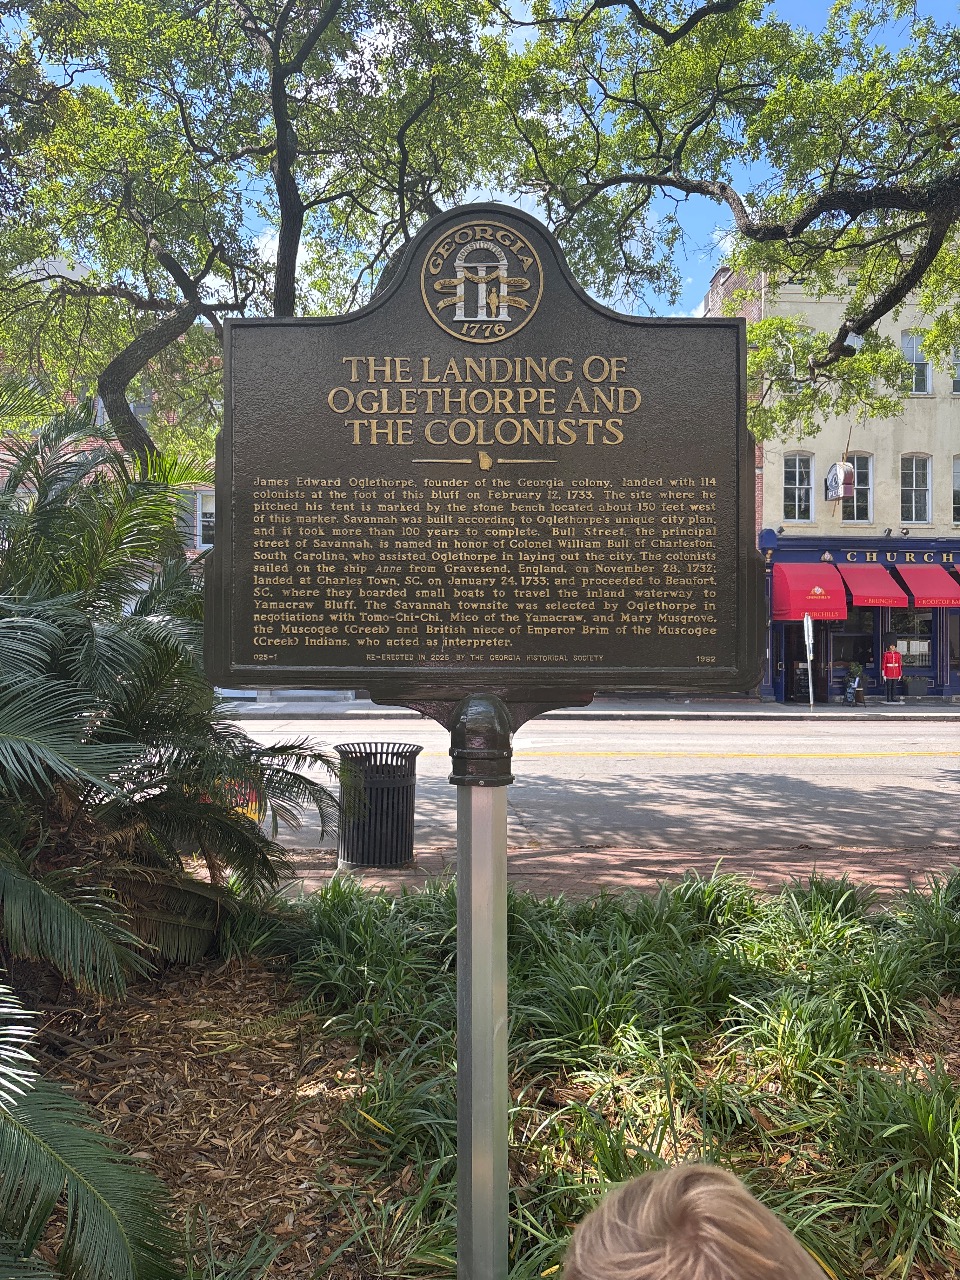 GEORGIA
1776
THE LANDING OF
OGLETHORPE AND
THE COLONISTS
James Edward Oglethorpe, founder of the Georgia colony, landed with 114
colonists at the foot of this bluff on February 12, 1733. The site where he
pitched his tent is marked by the stone bench located about 150 feet west
of this marker. Savannah was built according to Oglethorpe's unique city plan,
and it took more than 100 years to complete. Bull Street, the principal
street of Savannah, is named in honor of Colonel William Bull of Charleston,
South Carolina, who assisted Oglethorpe in laying out the city. The colonists
sailed on the ship Anne from Gravesend, England, on November 28, 1732;
landed at Charles Town, SC, on January 24, 1733; and proceeded to Beaufort,
SC, where they boarded small boats to travel the inland waterway to
Yamacraw Bluff. The Savannah townsite was selected by Oglethorpe in
negotiations with Tomo-Chi-Chi, Mico of the Yamacraw, and Mary Musgrove,
the Muscogee (Creek) and British niece of Emperor Brim of the Muscogee
(Creek) Indians, who acted as interpreter.
025-1 RE-ERECTED IN 2025 BY THE GEORGIA HISTORICAL SOCIETY 1952
PUB
CHURCH
CHURCHILL'S
BRUNCH
ROOFTOP BAR